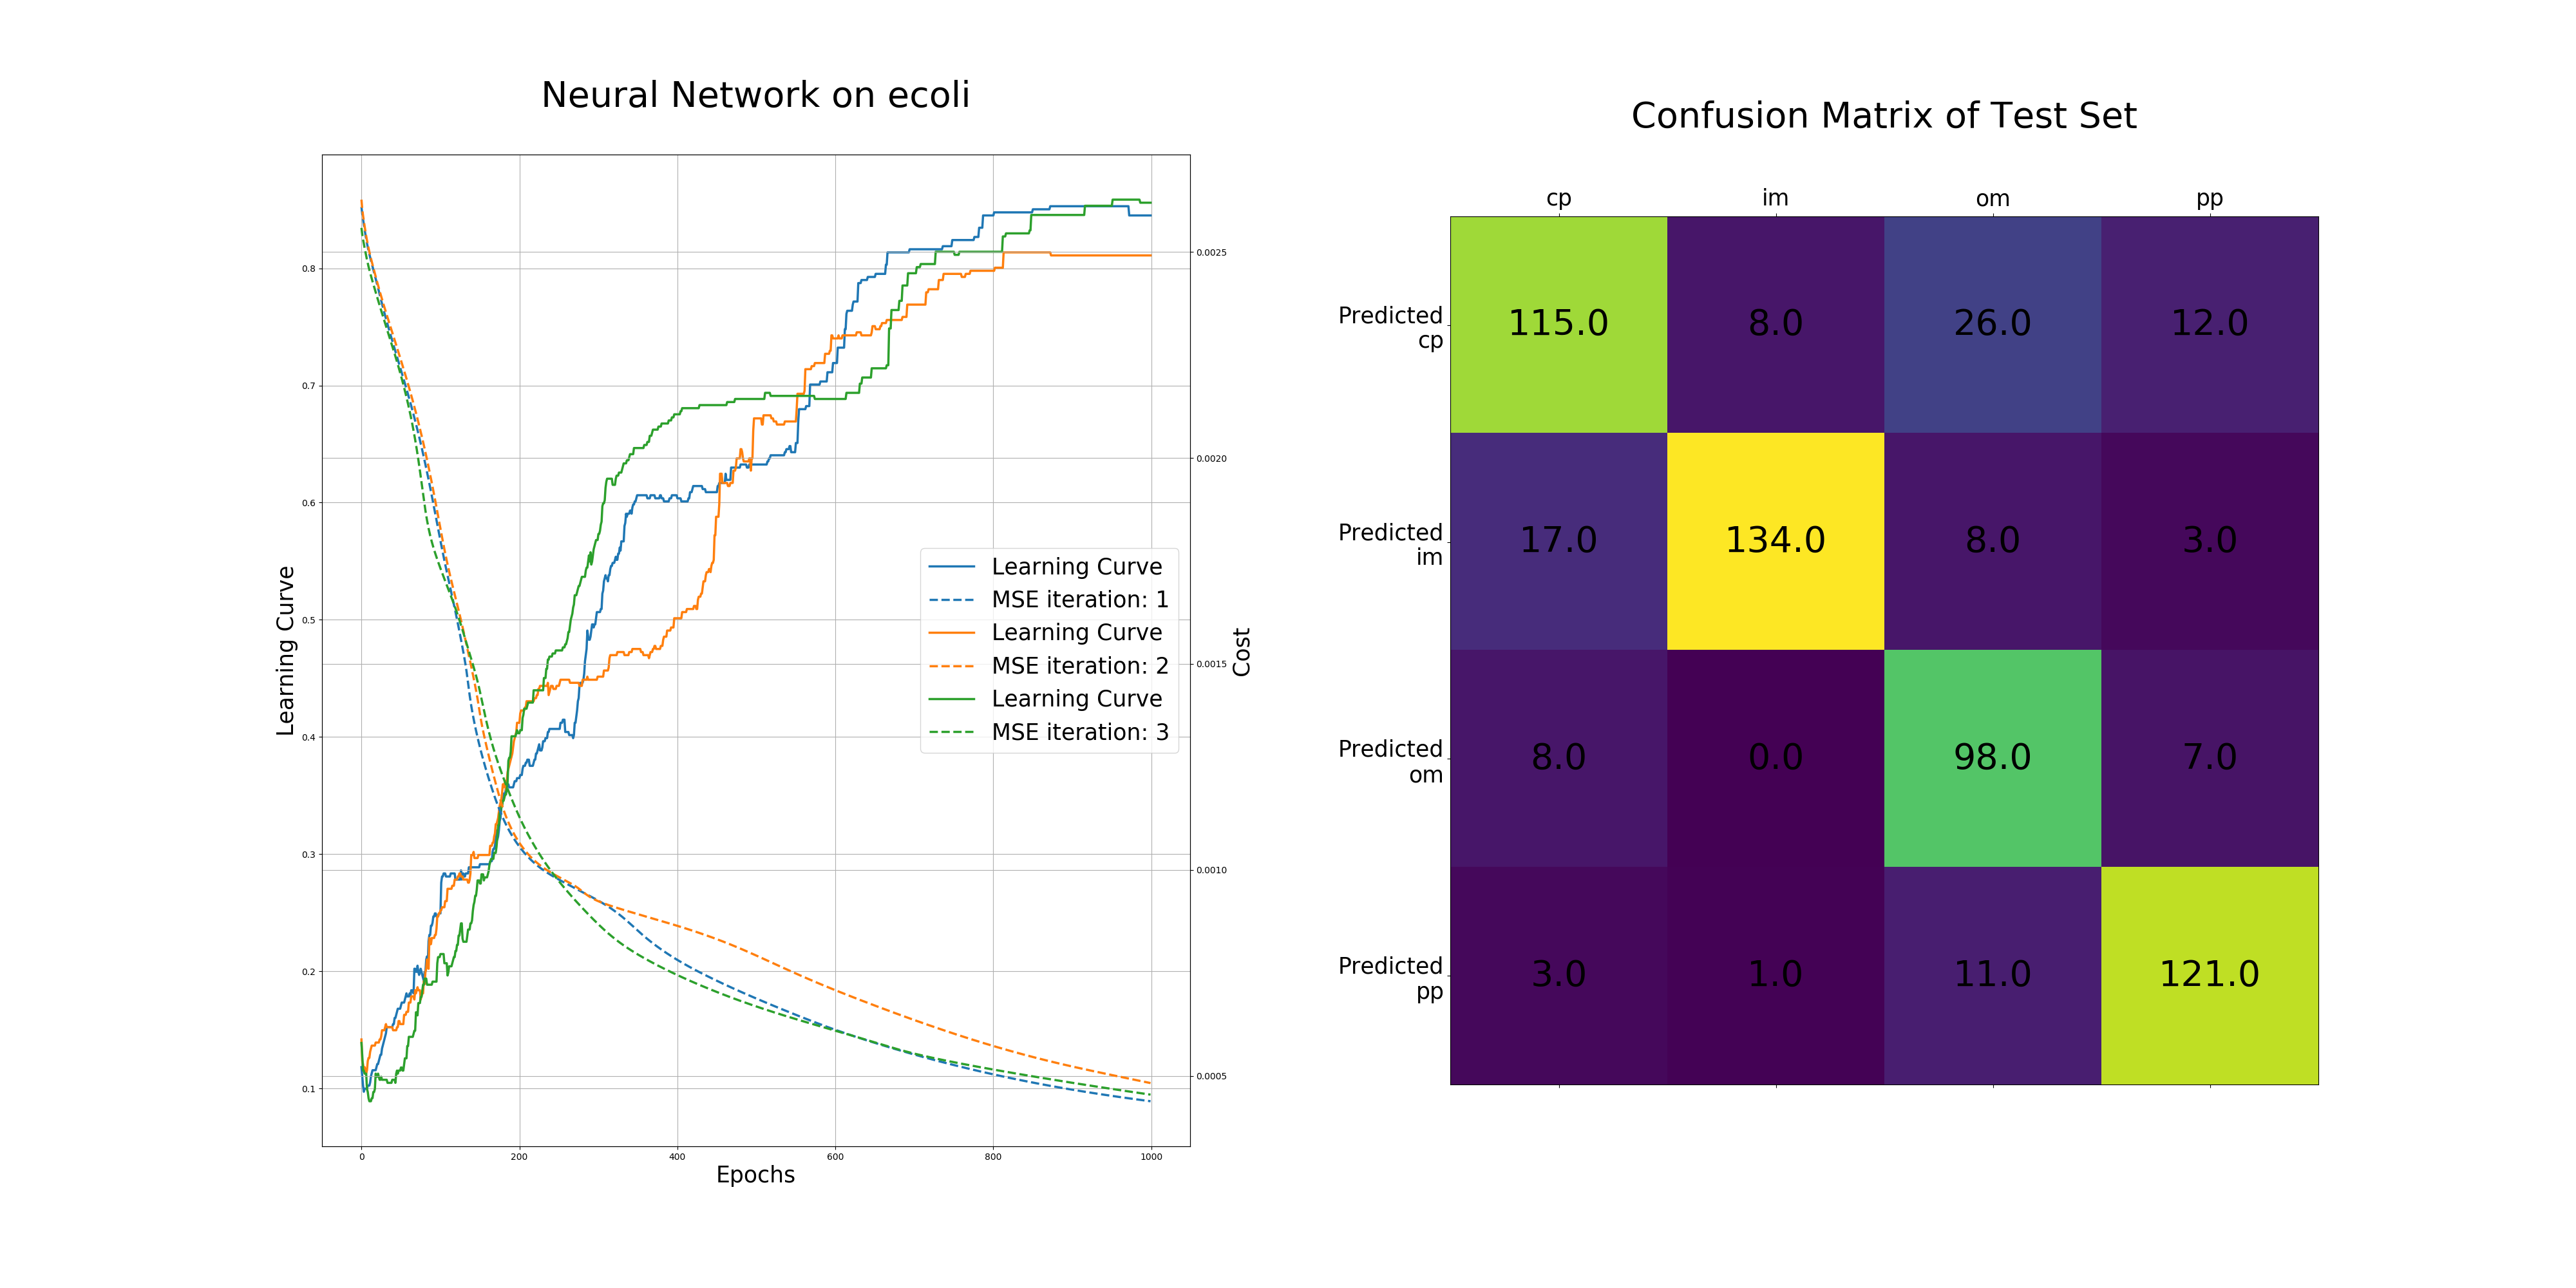 Neural Network on ecoli
Learning Curve
0.8
0.7
0.6
0.5
0.4
0.3
0.2
0.1
0.0025
0.0020
0.0015
0.0010
0.0005
Cost
0 200 400 600 800 1000
Epochs
Learning Curve
MSE iteration: 1
Learning Curve
MSE iteration: 2
Learning Curve
MSE iteration: 3
Confusion Matrix of Test Set
cp im om pp
Predicted
cp
115.0 8.0 26.0 12.0
Predicted
im
17.0 134.0 8.0 3.0
Predicted
om
8.0 0.0 98.0 7.0
Predicted
pp
3.0 1.0 11.0 121.0